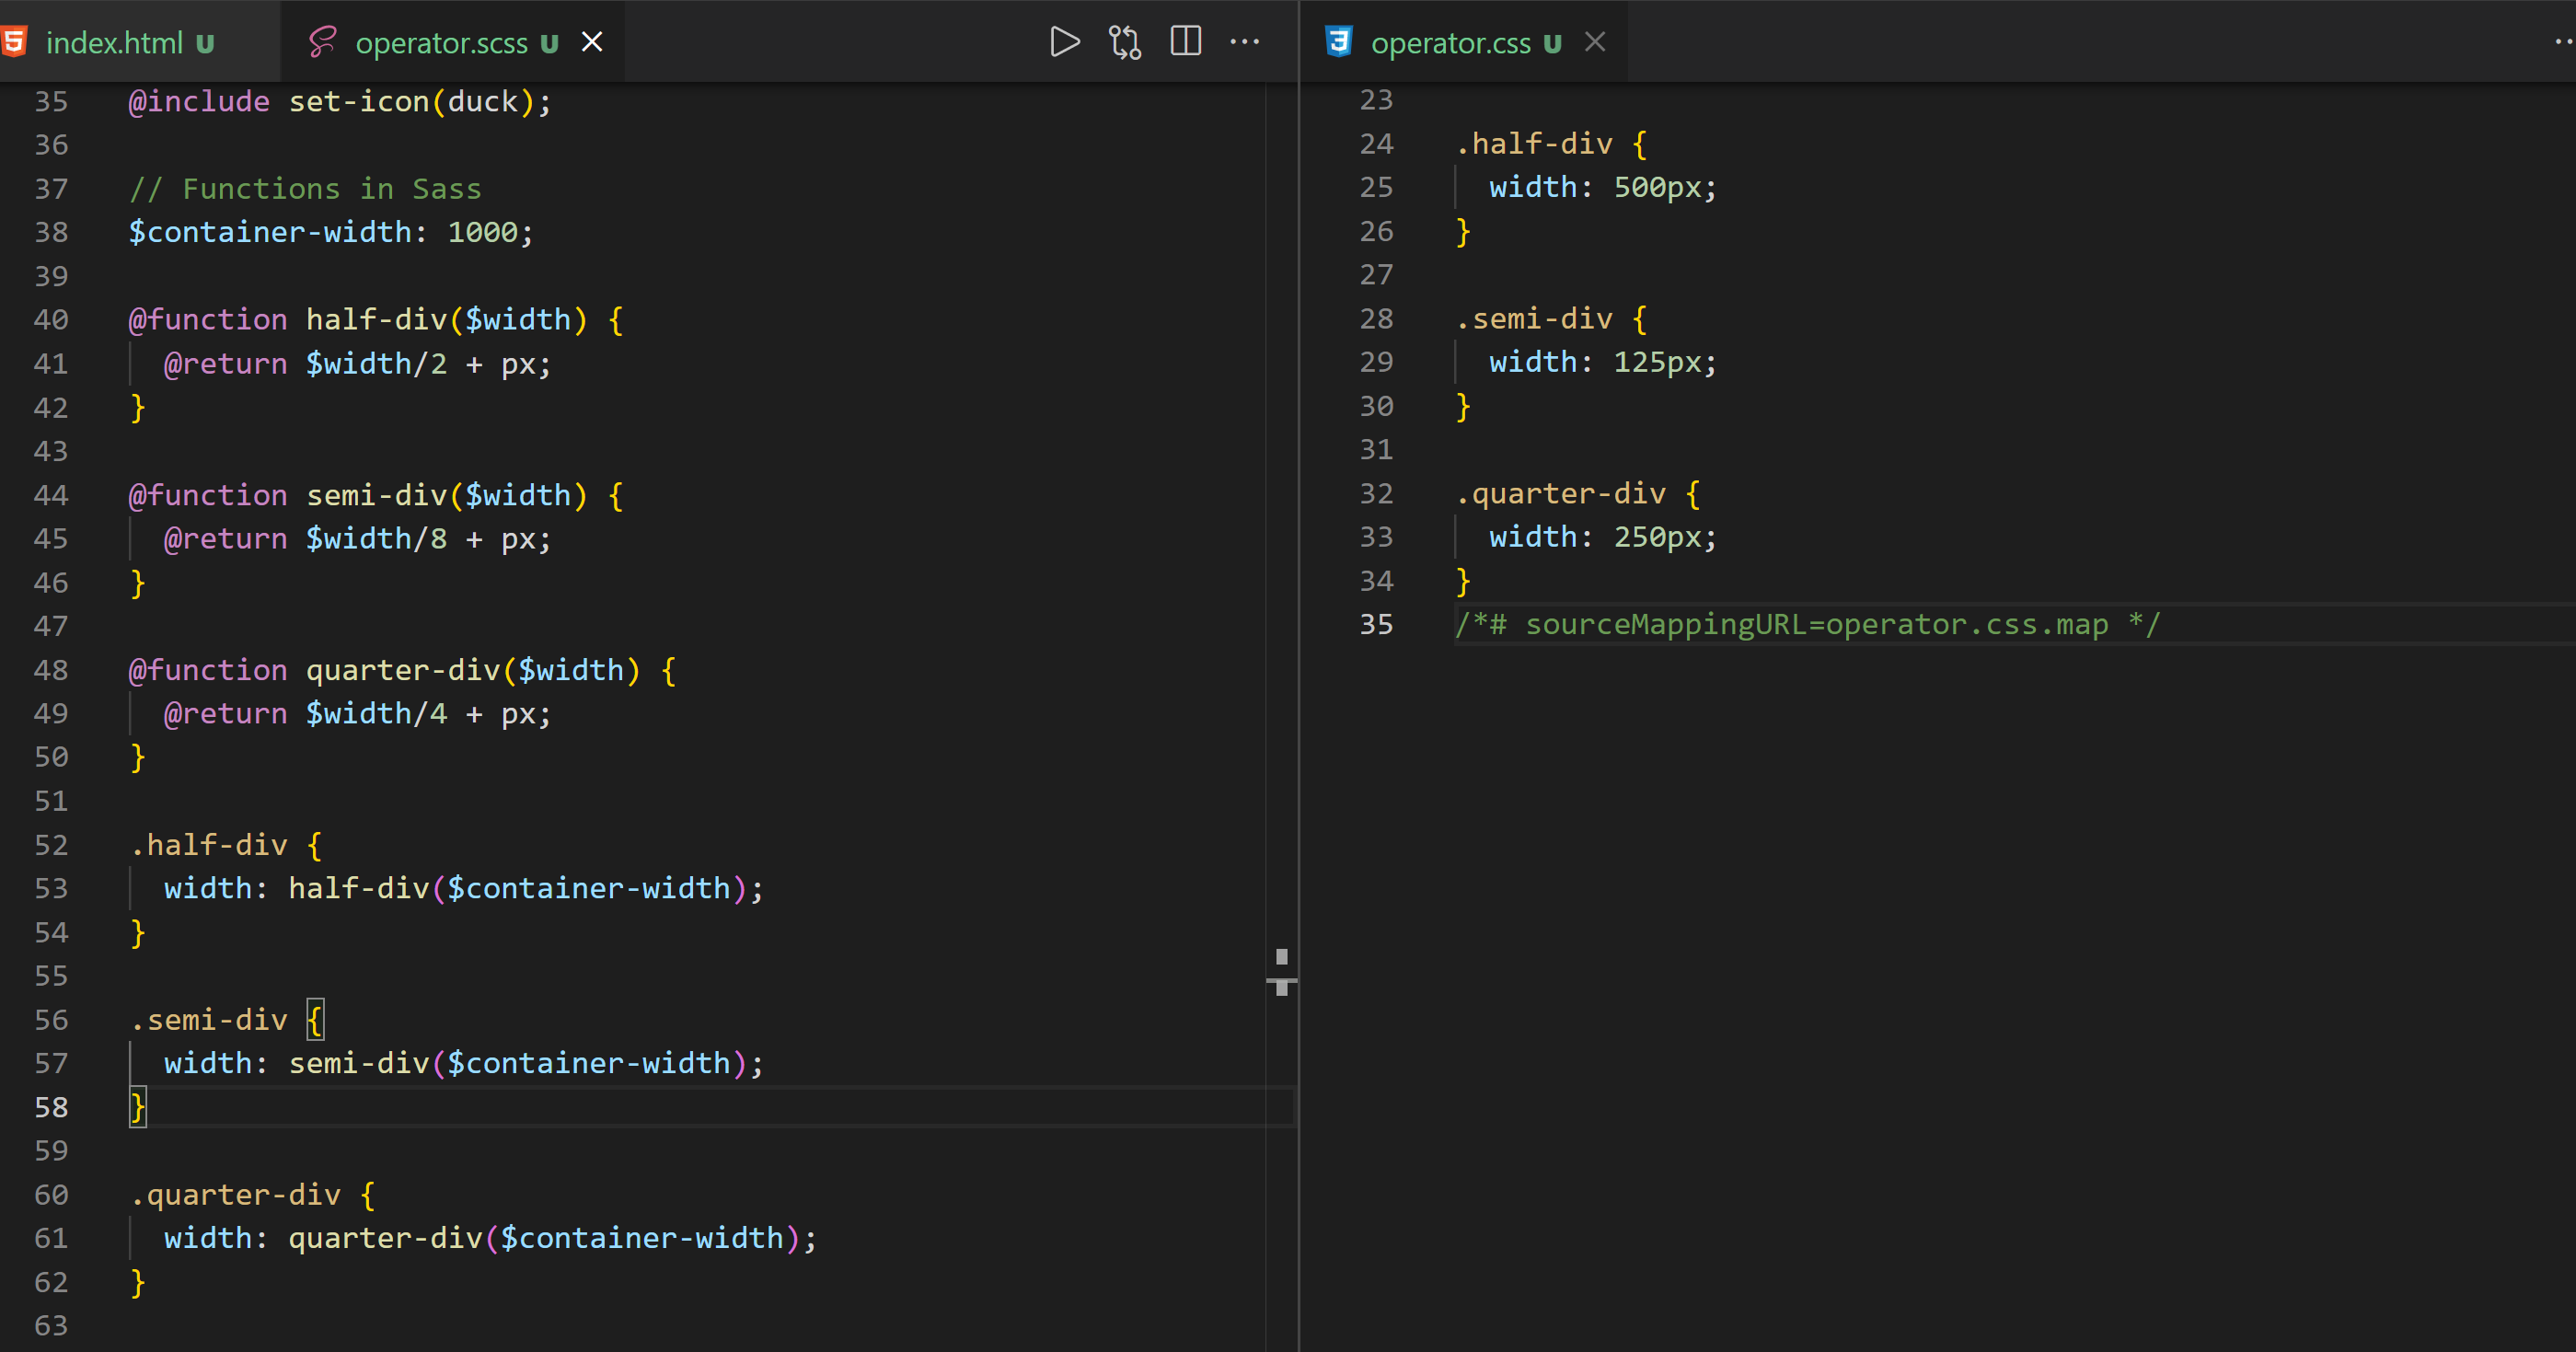 index.html U operator.scss U
35 @include set-icon(duck);
36
37 // Functions in Sass
38 $container-width: 1000;
39
40 @function half-div($width) {
41   @return $width/2 + px;
42 }
43
44 @function semi-div($width) {
45   @return $width/8 + px;
46 }
47
48 @function quarter-div($width) {
49   @return $width/4 + px;
50 }
51
52 .half-div {
53   width: half-div($container-width);
54 }
55
56 .semi-div {
57   width: semi-div($container-width);
58 }
59
60 .quarter-div {
61   width: quarter-div($container-width);
62 }
63
operator.css U
23
24 .half-div {
25   width: 500px;
26 }
27
28 .semi-div {
29   width: 125px;
30 }
31
32 .quarter-div {
33   width: 250px;
34 }
35 /*# sourceMappingURL=operator.css.map */